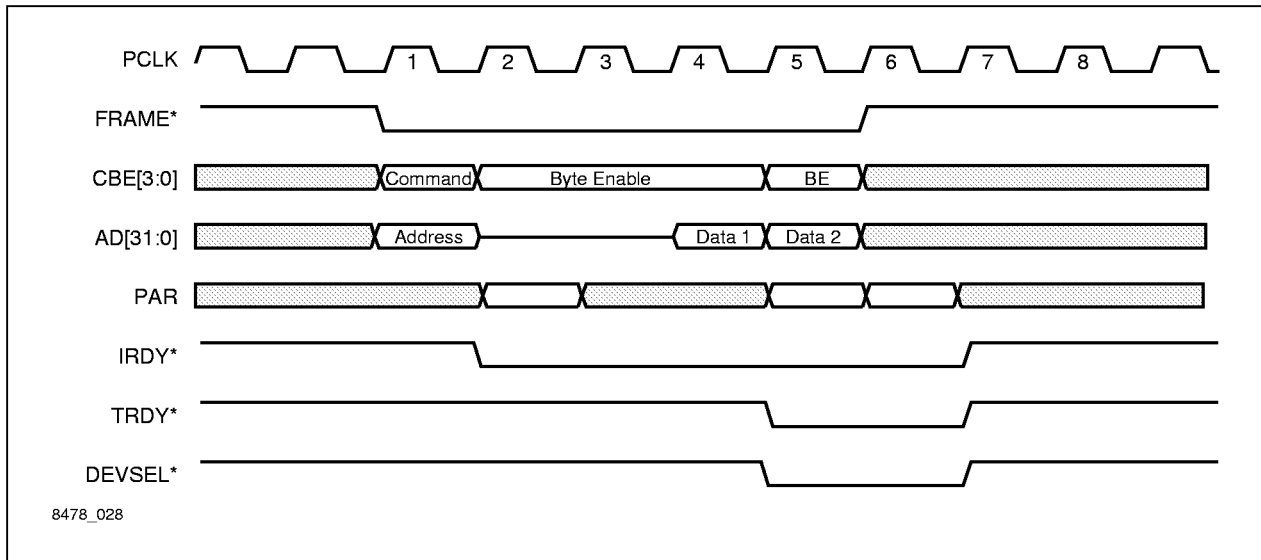 PCLK 1 2 3 4 5 6 7 8
FRAME*
CBE[3:0] Command Byte Enable BE
AD[31:0] Address Data 1 Data 2
PAR
IRDY*
TRDY*
DEVSEL*
8478_028